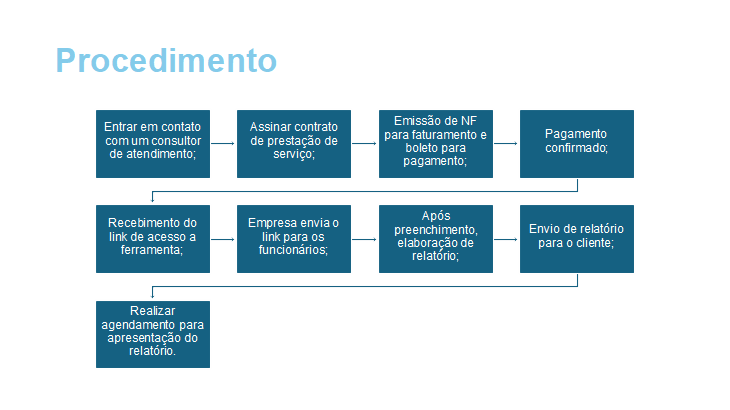 Procedimento
Entrar em contato
com um consultor
de atendimento;
Assinar contrato
de prestação de
serviço;
Emissão de NF
para faturamento e
boleto para
pagamento;
Pagamento
confirmado;
Recebimento do
link de acesso a
ferramenta;
Empresa envia o
link para os
funcionários;
Após
preenchimento,
elaboração de
relatório;
Envio de relatório
para o cliente;
Realizar
agendamento para
apresentação do
relatório.